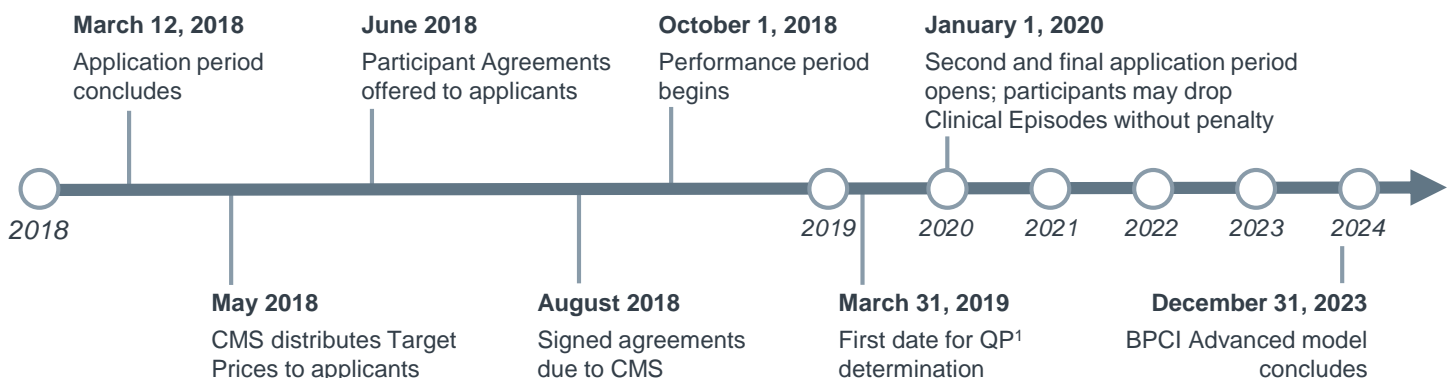 March 12, 2018
Application period
concludes
June 2018
Participant Agreements
offered to applicants
October 1, 2018
Performance period
begins
January 1, 2020
Second and final application period
opens; participants may drop
Clinical Episodes without penalty
2018
2019
2020
2021
2022
2023
2024
May 2018
CMS distributes Target
Prices to applicants
August 2018
Signed agreements
due to CMS
March 31, 2019
First date for QP¹
determination
December 31, 2023
BPCI Advanced model
concludes